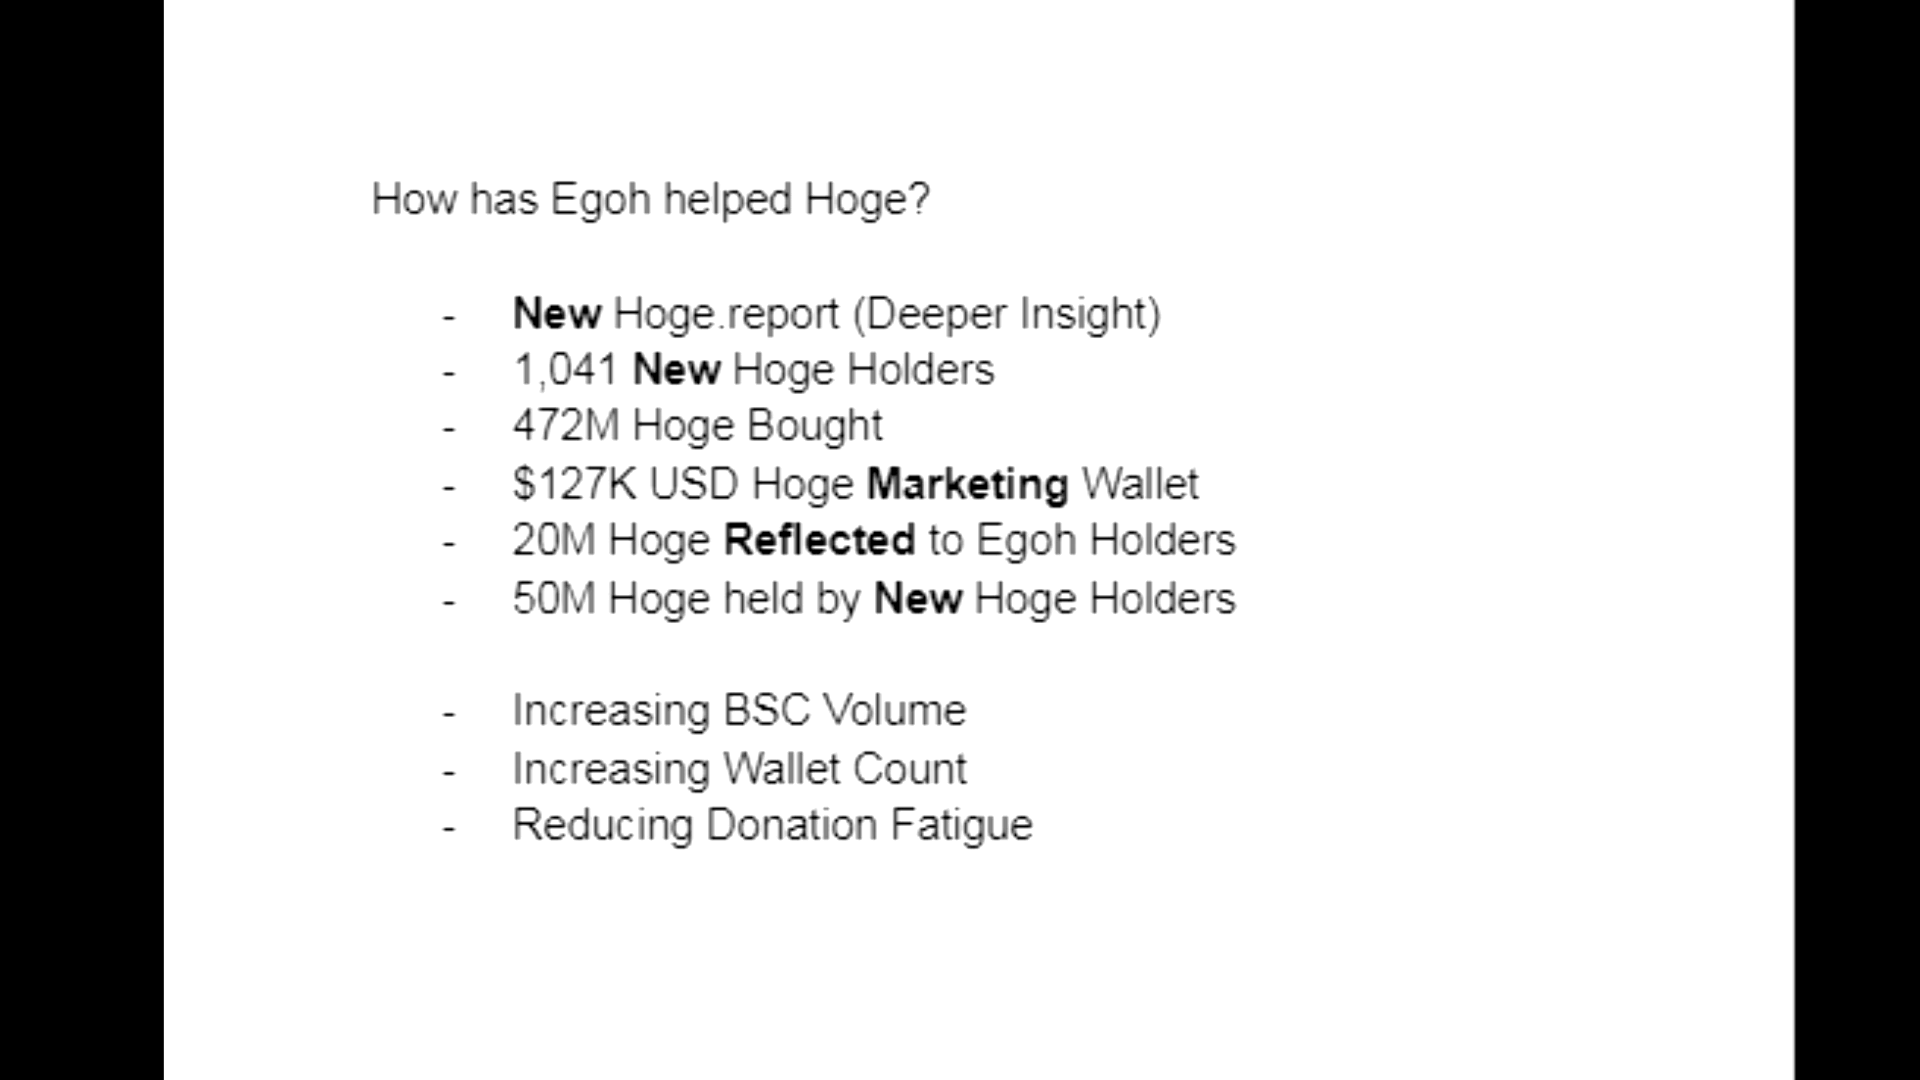 How has Egoh helped Hoge?
- New Hoge.report (Deeper Insight)
- 1,041 New Hoge Holders
- 472M Hoge Bought
- $127K USD Hoge Marketing Wallet
- 20M Hoge Reflected to Egoh Holders
- 50M Hoge held by New Hoge Holders
- Increasing BSC Volume
- Increasing Wallet Count
- Reducing Donation Fatigue